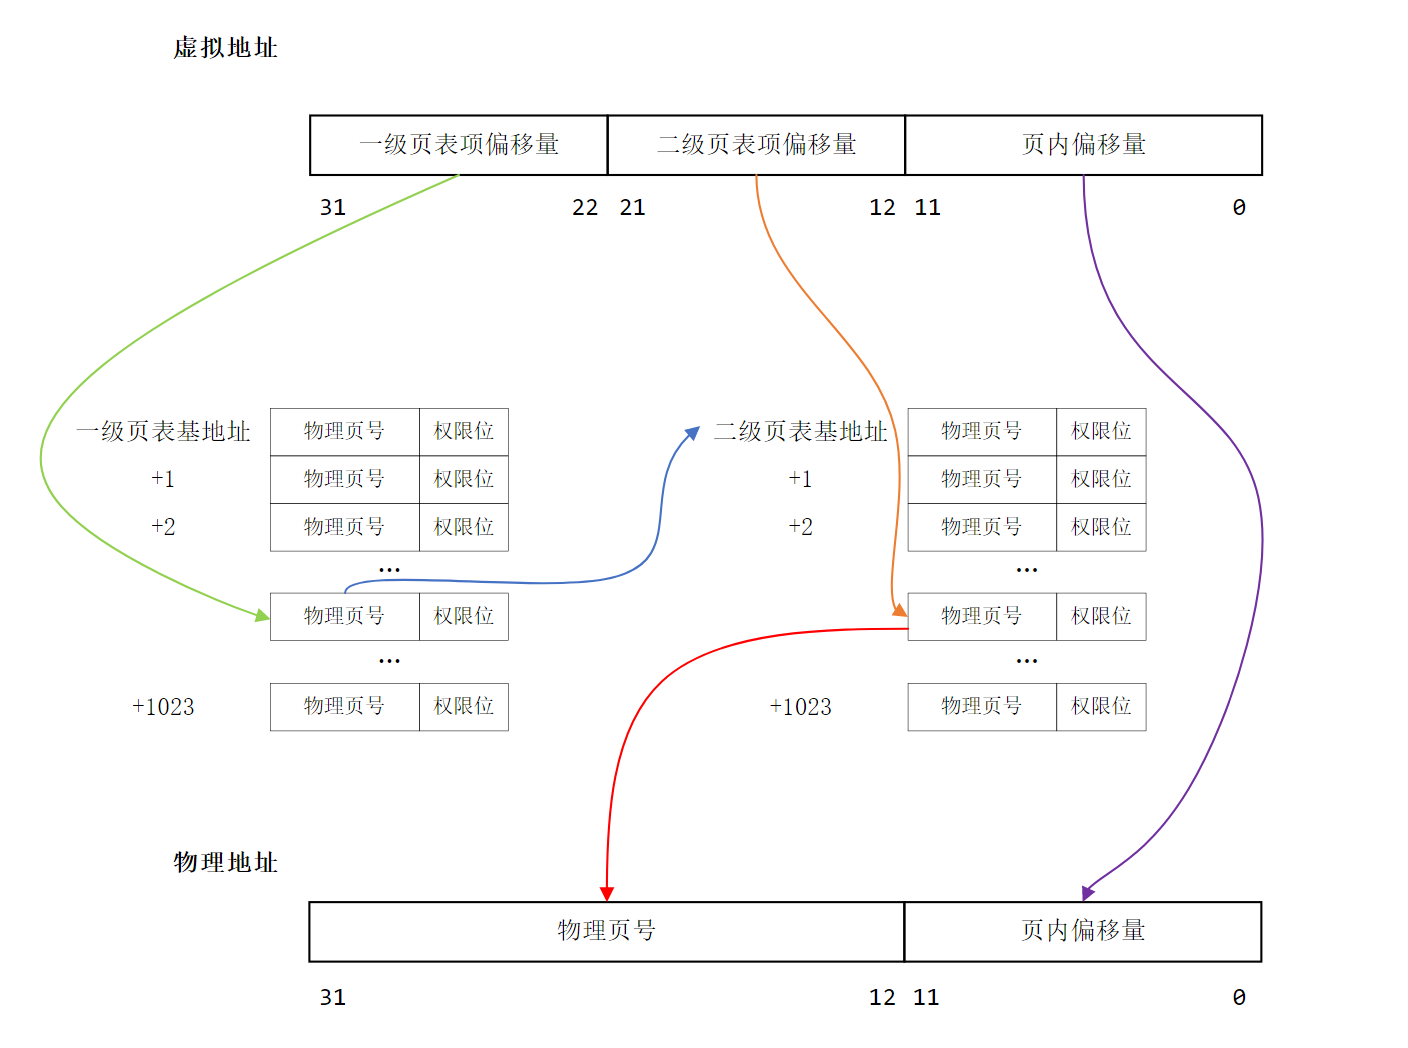 虚拟地址
一级页表项偏移量 二级页表项偏移量 页内偏移量
31 22 21 12 11 0
一级页表基地址 物理页号 权限位 二级页表基地址 物理页号 权限位
+1 物理页号 权限位 +1 物理页号 权限位
+2 物理页号 权限位 +2 物理页号 权限位
... ...
物理页号 权限位 物理页号 权限位
... ...
+1023 物理页号 权限位 +1023 物理页号 权限位
物理地址
物理页号 页内偏移量
31 12 11 0